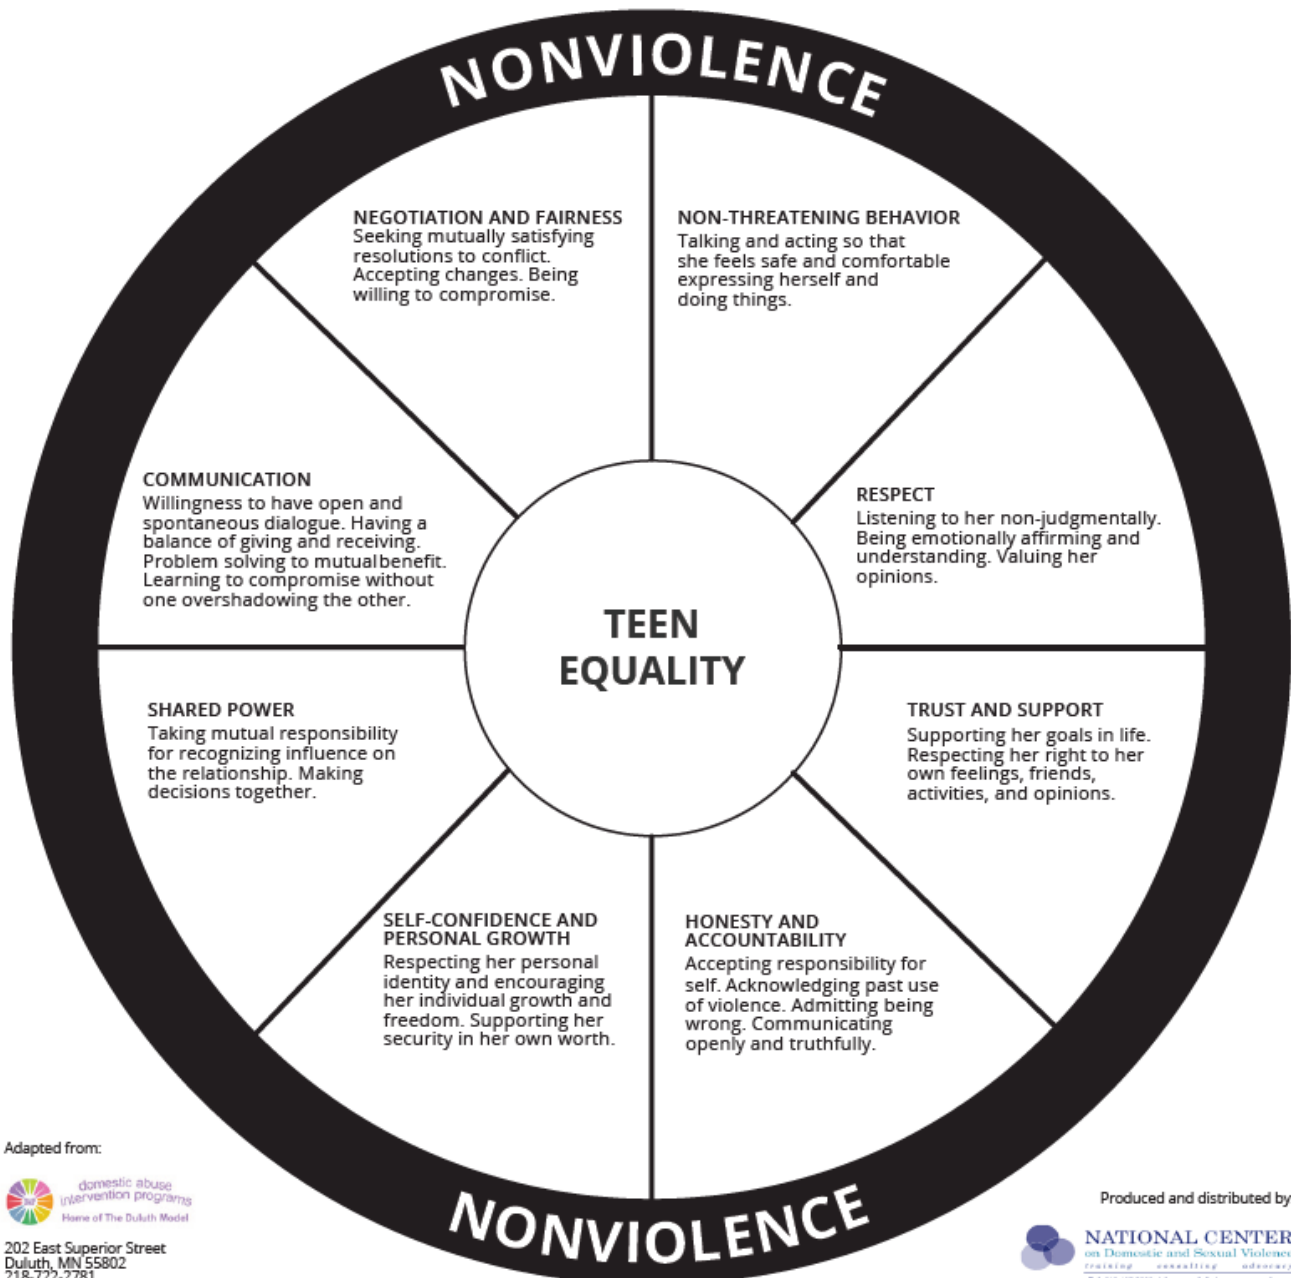 NONVIOLENCE
NEGOTIATION AND FAIRNESS
Seeking mutually satisfying
resolutions to conflict.
Accepting changes. Being
willing to compromise.
NON-THREATENING BEHAVIOR
Talking and acting so that
she feels safe and comfortable
expressing herself and
doing things.
COMMUNICATION
Willingness to have open and
spontaneous dialogue. Having a
balance of giving and receiving.
Problem solving to mutual benefit.
Learning to compromise without
one overshadowing the other.
RESPECT
Listening to her non-judgmentally.
Being emotionally affirming and
understanding. Valuing her
opinions.
TEEN
EQUALITY
SHARED POWER
Taking mutual responsibility
for recognizing influence on
the relationship. Making
decisions together.
TRUST AND SUPPORT
Supporting her goals in life.
Respecting her right to her
own feelings, friends,
activities, and opinions.
SELF-CONFIDENCE AND
PERSONAL GROWTH
Respecting her personal
identity and encouraging
her individual growth and
freedom. Supporting her
security in her own worth.
HONESTY AND
ACCOUNTABILITY
Accepting responsibility for
self. Acknowledging past use
of violence. Admitting being
wrong. Communicating
openly and truthfully.
NONVIOLENCE
Adapted from:
domestic abuse
intervention programs
Home of The Duluth Model
202 East Superior Street
Duluth, MN 55802
218-722-2781
Produced and distributed by
NATIONAL CENTER
on Domestic and Sexual Violence
training consulting advocacy